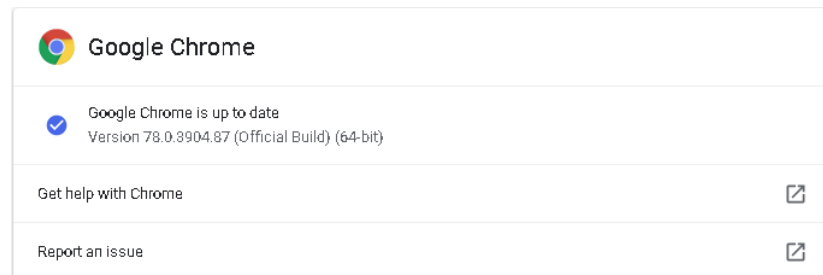 Google Chrome
Google Chrome is up to date
Version 78.0.3904.87 (Official Build) (64-bit)
Get help with Chrome
Report an issue